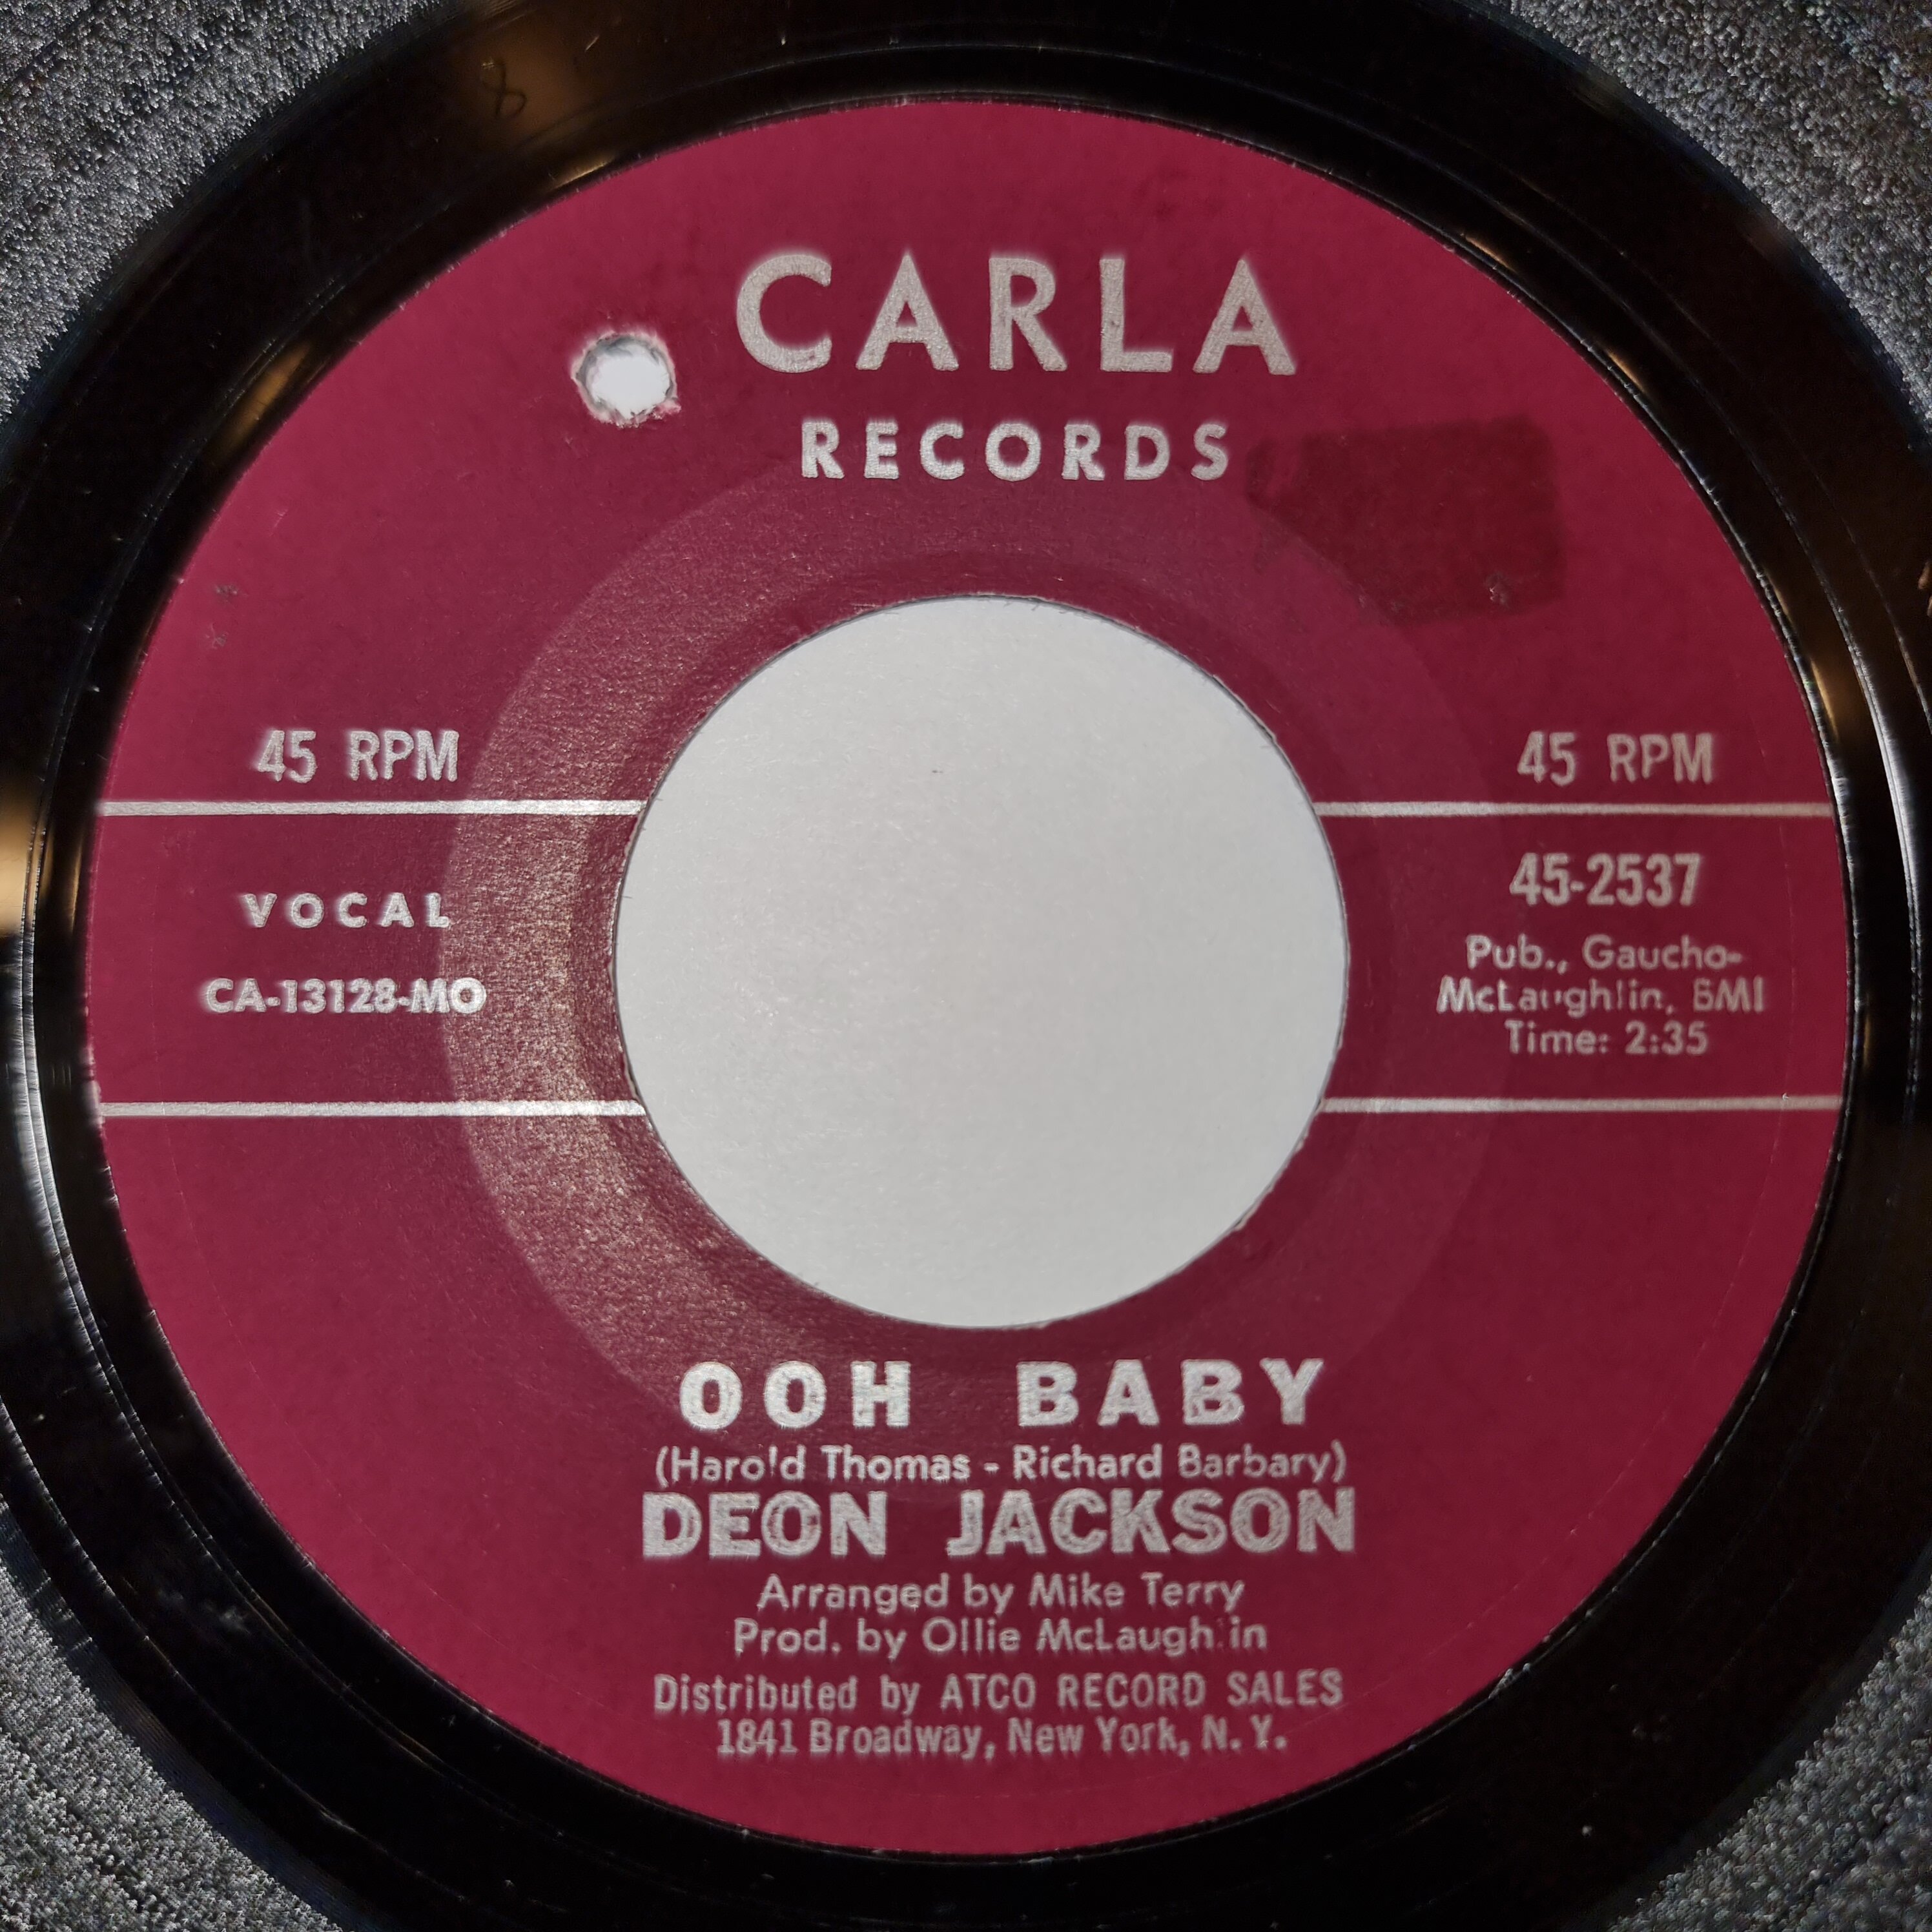 CARLA
RECORDS
45 RPM
45 RPM
VOCAL
CA-13128-MO
45-2537
Pub., Gaucho-
McLaughlin, BMI
Time: 2:35
OOH BABY
(Harold Thomas - Richard Barbary)
DEON JACKSON
Arranged by Mike Terry
Prod. by Ollie McLaughlin
Distributed by ATCO RECORD SALES
1841 Broadway, New York, N. Y.